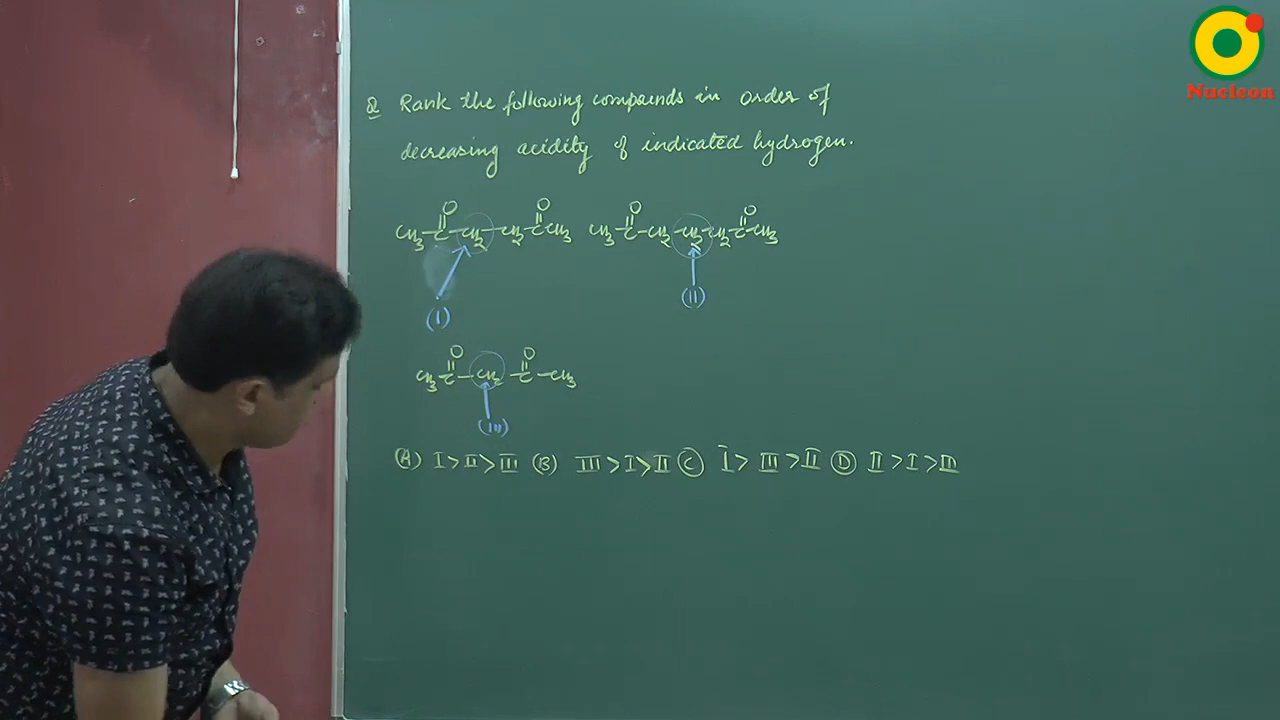 Nucleon
Q Rank the following compounds in order of
decreasing acidity of indicated hydrogen.
O O O O
CH3-C-CH2-CH2-C-CH3 CH3-C-CH2-CH2-CH2-C-CH3
(I) (II)
O O
CH3-C-CH2-C-CH3
(III)
(A) I>II>III (B) III>I>II (C) I>III>II (D) II>I>III